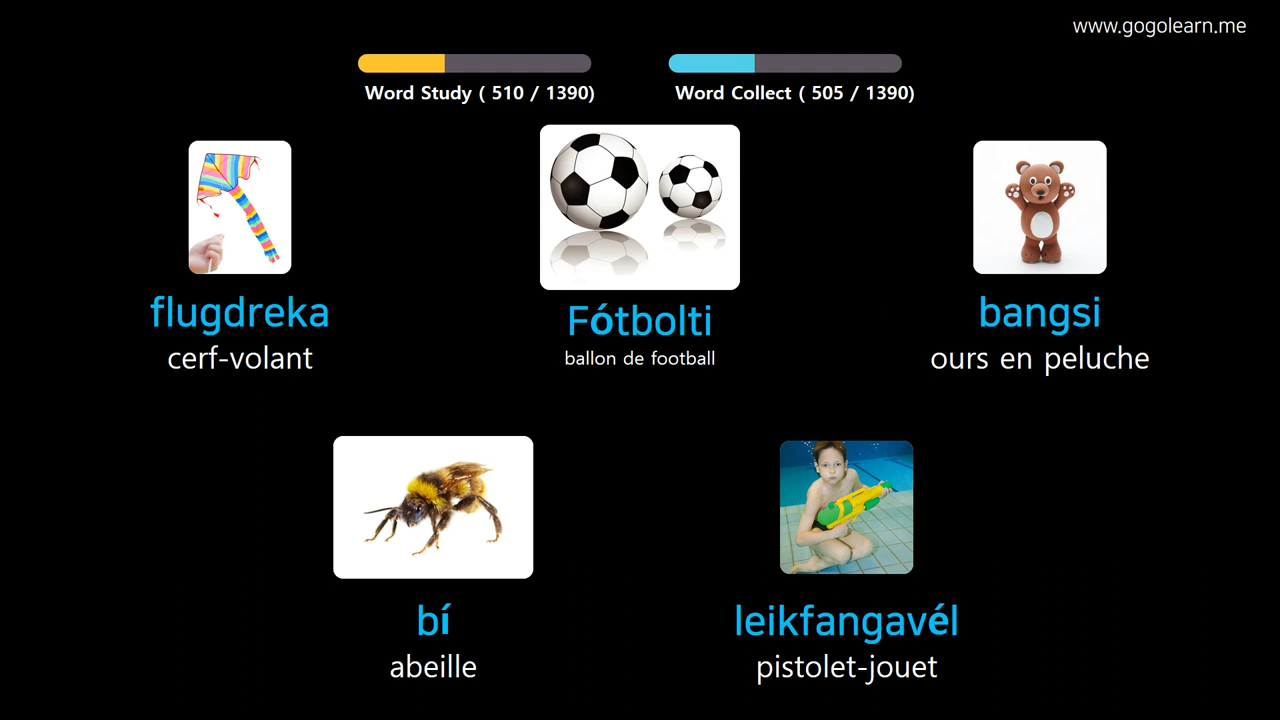 www.gogolearn.me
Word Study ( 510 / 1390)
Word Collect ( 505 / 1390)
flugdreka
cerf-volant
Fótbolti
ballon de football
bangsi
ours en peluche
bí
abeille
leikfangavél
pistolet-jouet